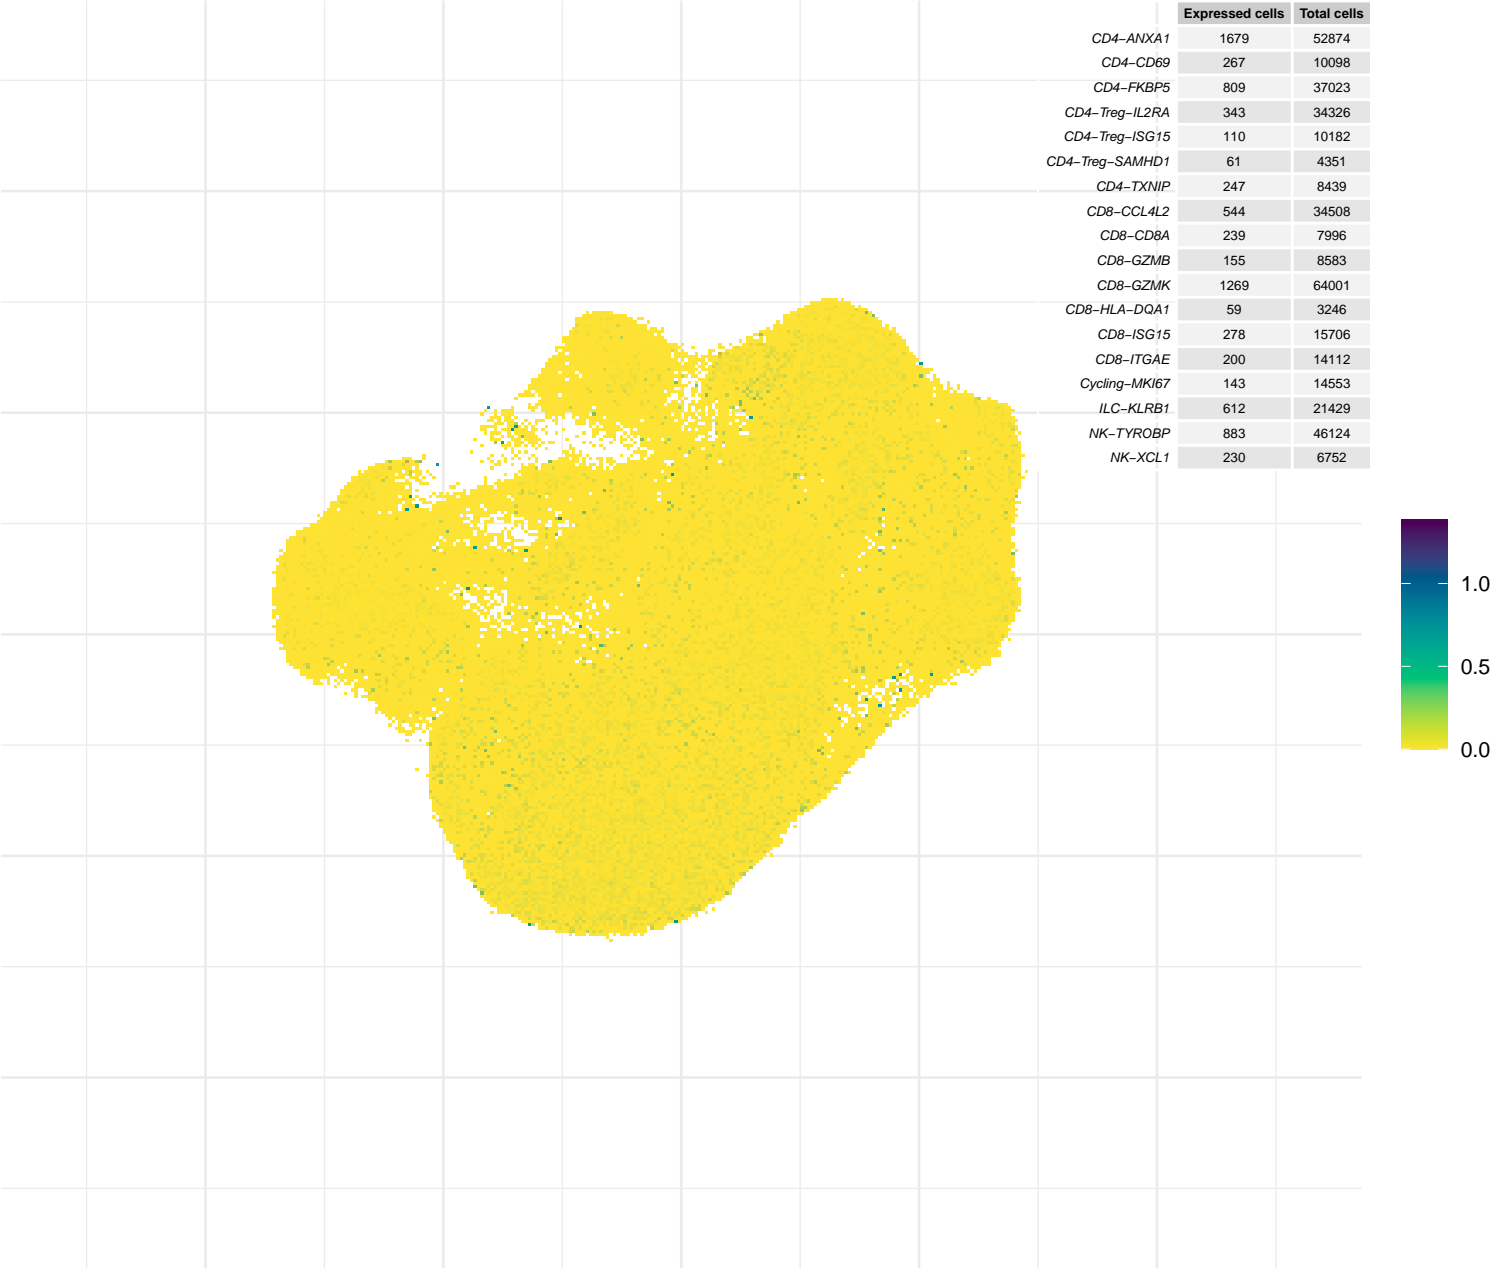 Expressed cells Total cells
CD4−ANXA1 1679 52874
CD4−CD69 267 10098
CD4−FKBP5 809 37023
CD4−Treg−IL2RA 343 34326
CD4−Treg−ISG15 110 10182
CD4−Treg−SAMHD1 61 4351
CD4−TXNIP 247 8439
CD8−CCL4L2 544 34508
CD8−CD8A 239 7996
CD8−GZMB 155 8583
CD8−GZMK 1269 64001
CD8−HLA−DQA1 59 3246
CD8−ISG15 278 15706
CD8−ITGAE 200 14112
Cycling−MKI67 143 14553
ILC−KLRB1 612 21429
NK−TYROBP 883 46124
NK−XCL1 230 6752
1.0
0.5
0.0